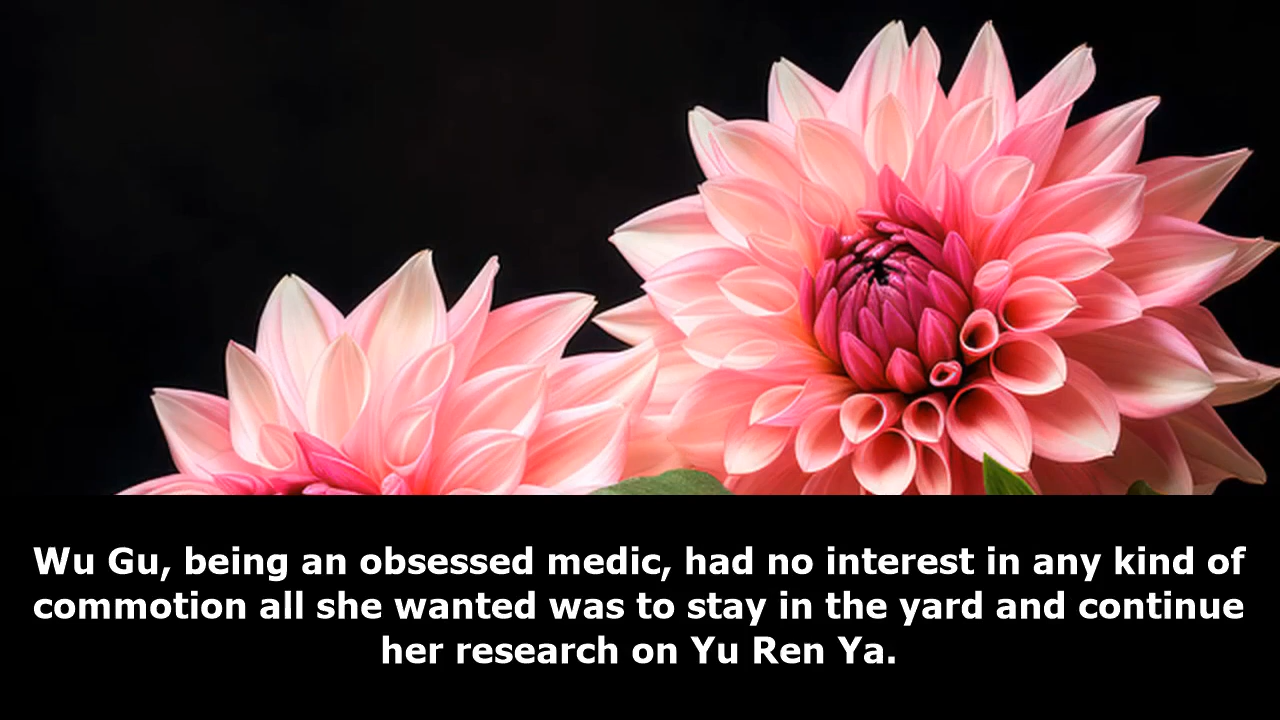 Wu Gu, being an obsessed medic, had no interest in any kind of
commotion all she wanted was to stay in the yard and continue
her research on Yu Ren Ya.